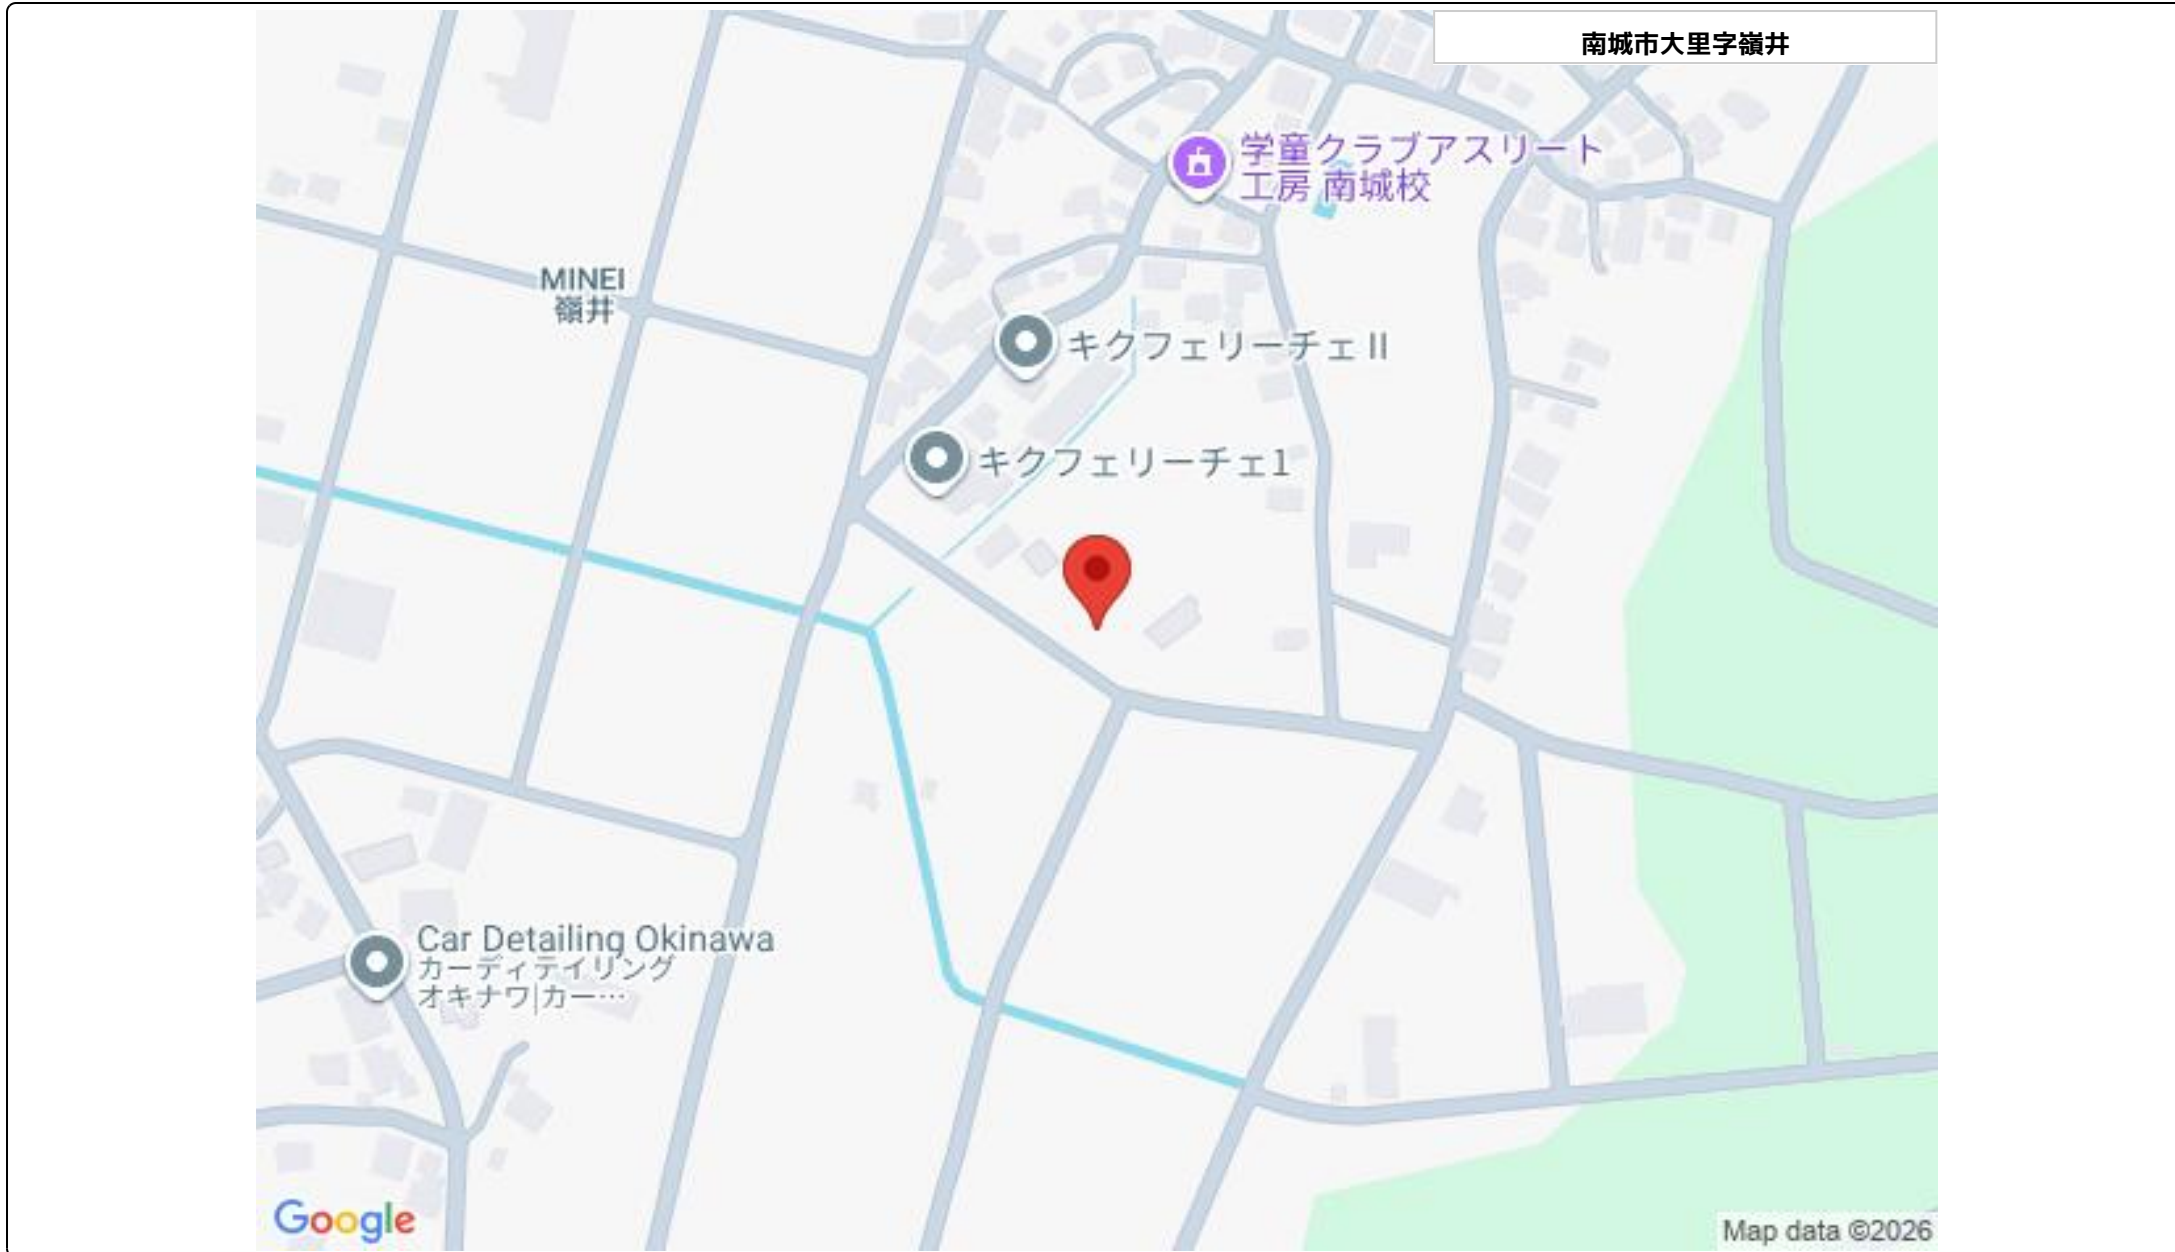 南城市大里字嶺井
学童クラブアスリート
工房 南城校
MINEI
嶺井
キクフェリーチェ II
キクフェリーチェ1
Car Detailing Okinawa
カーディテイリング
オキナワ|カー…
Google
Map data ©2026